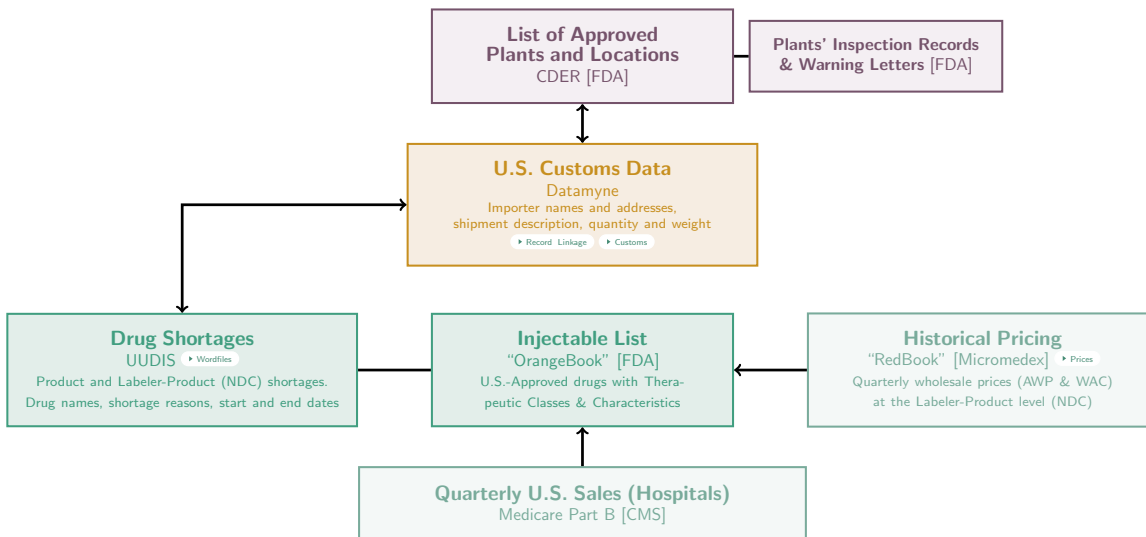 List of Approved
Plants and Locations
CDER [FDA]
Plants’ Inspection Records
& Warning Letters [FDA]
U.S. Customs Data
Datamyne
Importer names and addresses,
shipment description, quantity and weight
Record Linkage
Customs
Drug Shortages
UUDIS Wordfiles
Product and Labeler-Product (NDC) shortages.
Drug names, shortage reasons, start and end dates
Injectable List
“OrangeBook” [FDA]
U.S.-Approved drugs with Thera-
peutic Classes & Characteristics
Historical Pricing
“RedBook” [Micromedex] Prices
Quarterly wholesale prices (AWP & WAC)
at the Labeler-Product level (NDC)
Quarterly U.S. Sales (Hospitals)
Medicare Part B [CMS]